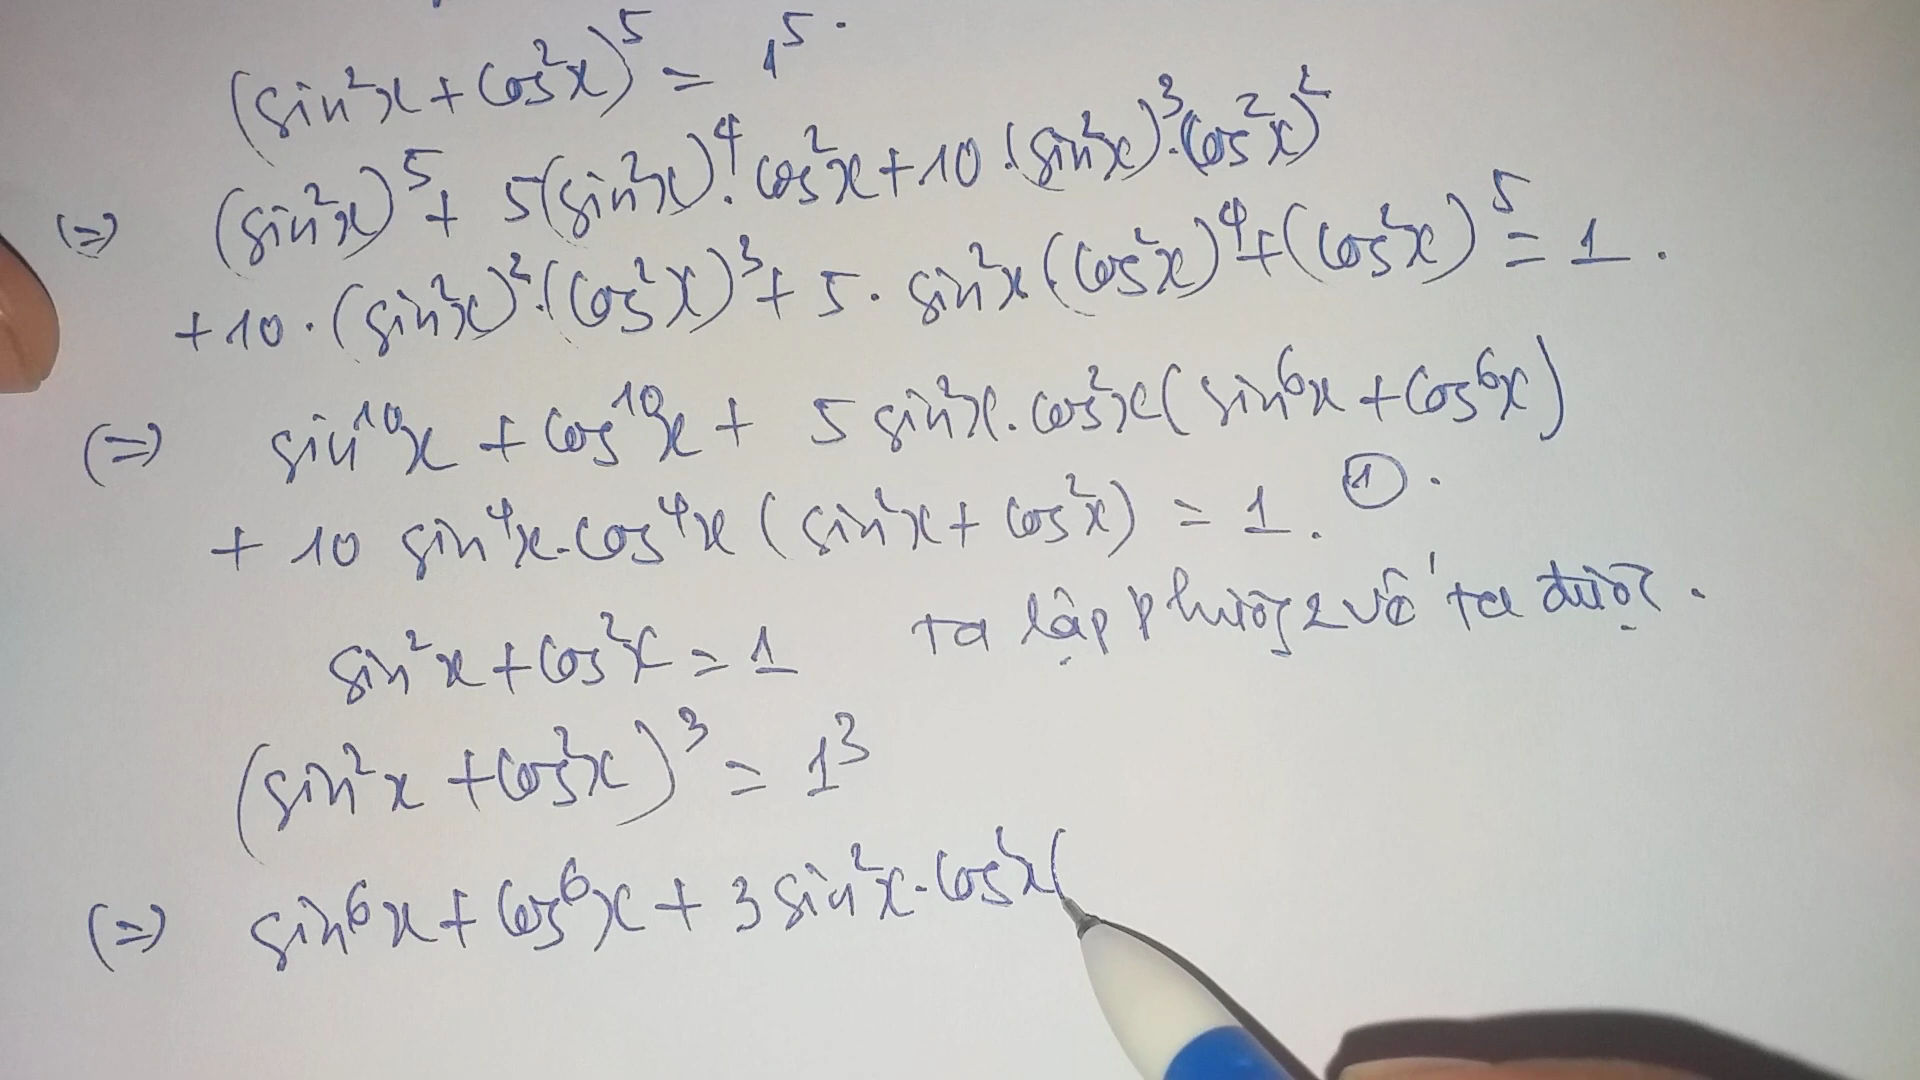 (sin²x + cos²x)⁵ = 1⁵.
(=) (sin²x)⁵ + 5(sin²x)⁴.cos²x + 10.(sin²x)³.(cos²x)²
+ 10.(sin²x)².(cos²x)³ + 5.sin²x(cos²x)⁴ + (cos²x)⁵ = 1.
(=) sin¹⁰x + cos¹⁰x + 5 sin²x.cos²x(sin⁶x + cos⁶x)
+ 10 sin⁴x.cos⁴x (sin²x + cos²x) = 1. ①.
sin²x + cos²x = 1 ta lập phương 2 vế ta được.
(sin²x + cos²x)³ = 1³
(=) sin⁶x + cos⁶x + 3 sin²x.cos²x(